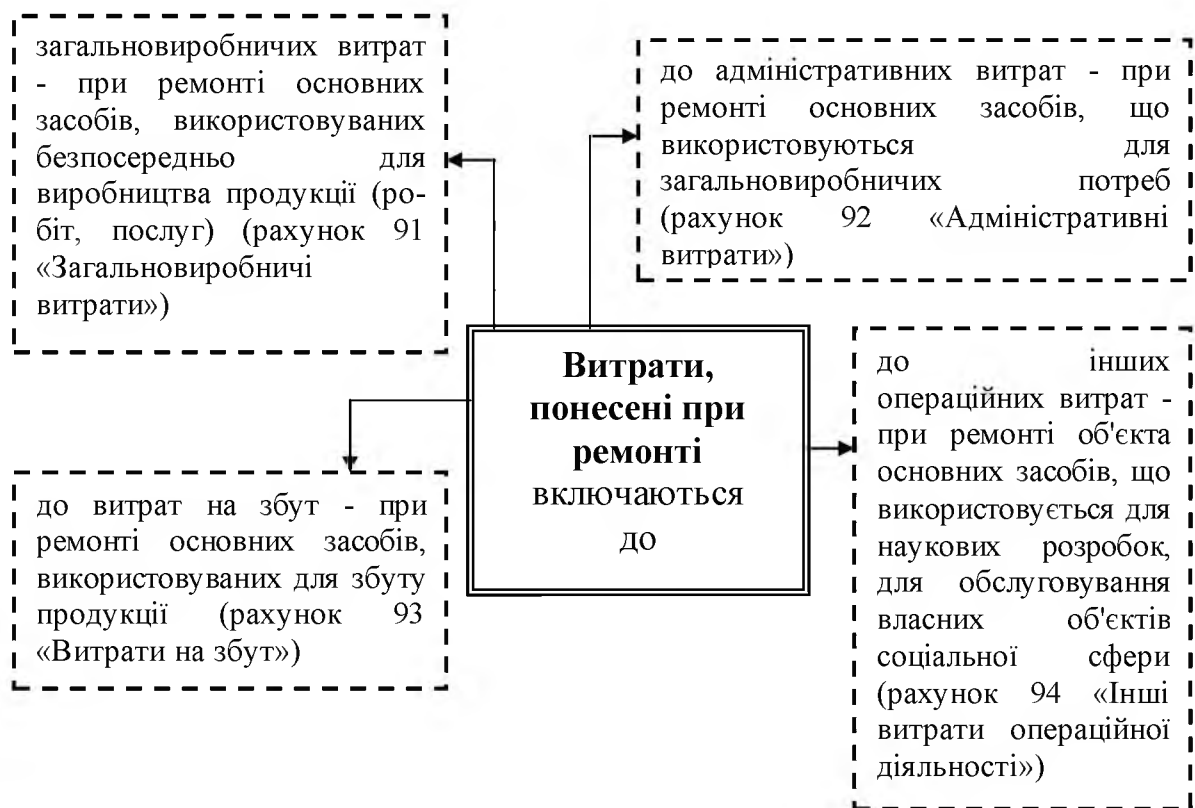 загальновиробничих витрат
- при ремонті основних
засобів, використовуваних
безпосередньо для
виробництва продукції (ро-
біт, послуг) (рахунок 91
«Загальновиробничі
витрати»)
до адміністративних витрат - при
ремонті основних засобів, що
використовуються для
загальновиробничих потреб
(рахунок 92 «Адміністративні
витрати»)
Витрати,
понесені при
ремонті
включаються
до
до інших
операційних витрат -
при ремонті об'єкта
основних засобів, що
використовується для
наукових розробок,
для обслуговування
власних об'єктів
соціальної сфери
(рахунок 94 «Інші
витрати операційної
діяльності»)
до витрат на збут - при
ремонті основних засобів,
використовуваних для збуту
продукції (рахунок 93
«Витрати на збут»)